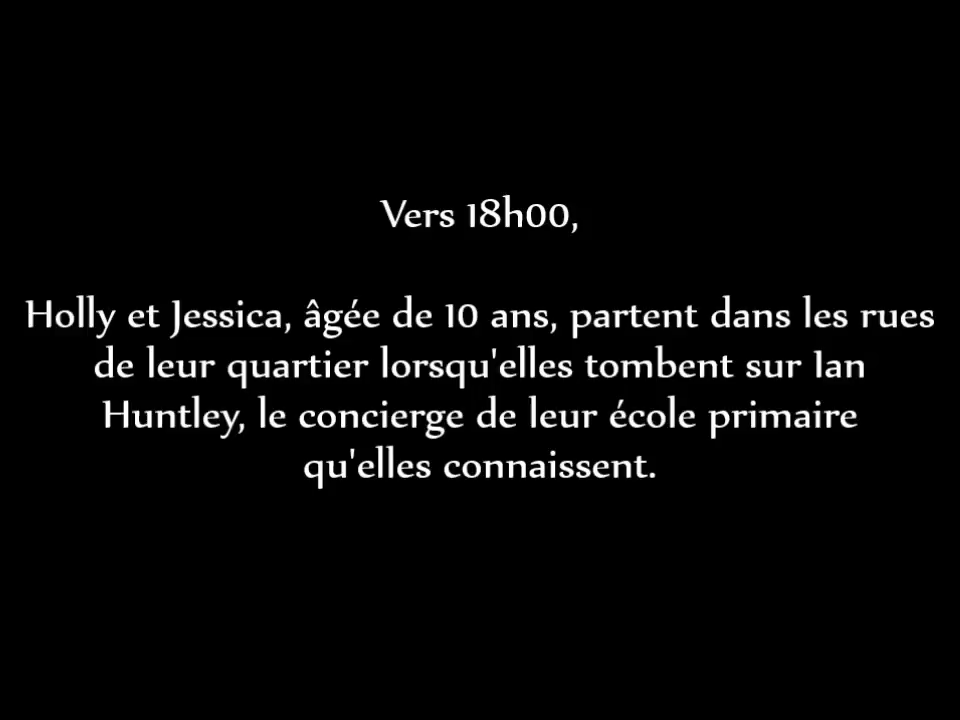 Vers 18h00,
Holly et Jessica, âgée de 10 ans, partent dans les rues
de leur quartier lorsqu'elles tombent sur Ian
Huntley, le concierge de leur école primaire
qu'elles connaissent.